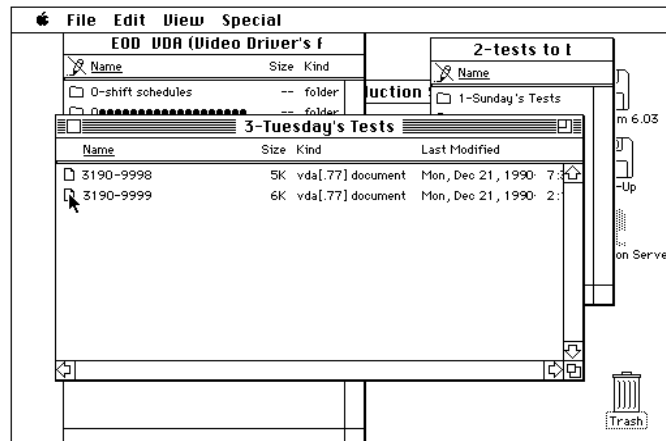 File Edit View Special
EOD VDA (Video Driver's f
Name Size Kind
0-shift schedules -- folder
-- folder
uction
2-tests to t
Name
1-Sunday's Tests
m 6.03
-Up
on Serve
3-Tuesday's Tests
Name Size Kind Last Modified
3190-9998 5K vda[.77] document Mon, Dec 21, 1990 7:3
3190-9999 6K vda[.77] document Mon, Dec 21, 1990 2:
Trash